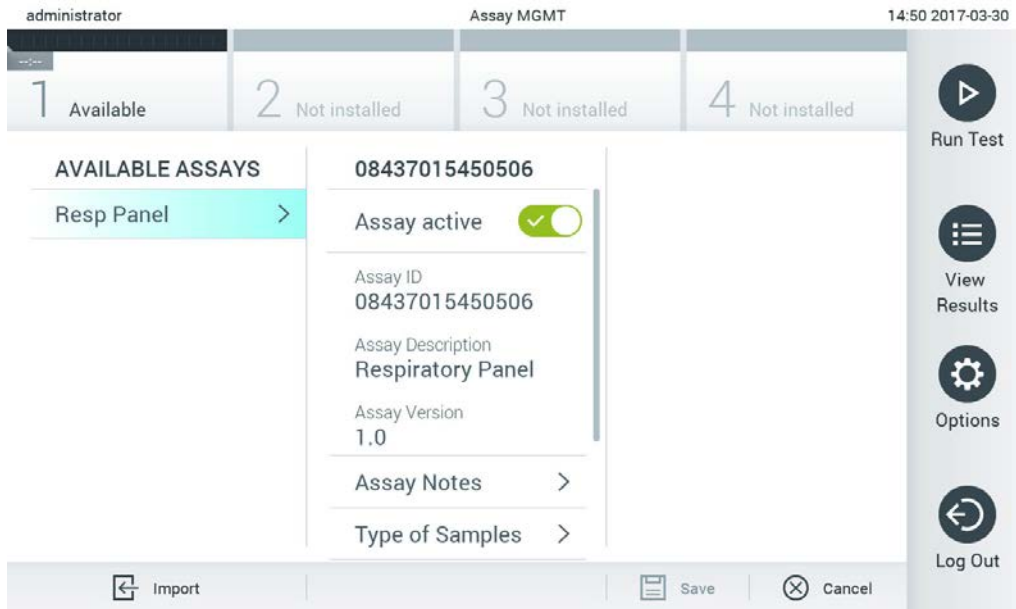 administrator
Assay MGMT
14:50 2017-03-30
--:--
1 Available
2 Not installed
3 Not installed
4 Not installed
AVAILABLE ASSAYS
Resp Panel
08437015450506
Assay active
Assay ID
08437015450506
Assay Description
Respiratory Panel
Assay Version
1.0
Assay Notes
Type of Samples
Run Test
View
Results
Options
Log Out
Import
Save
Cancel